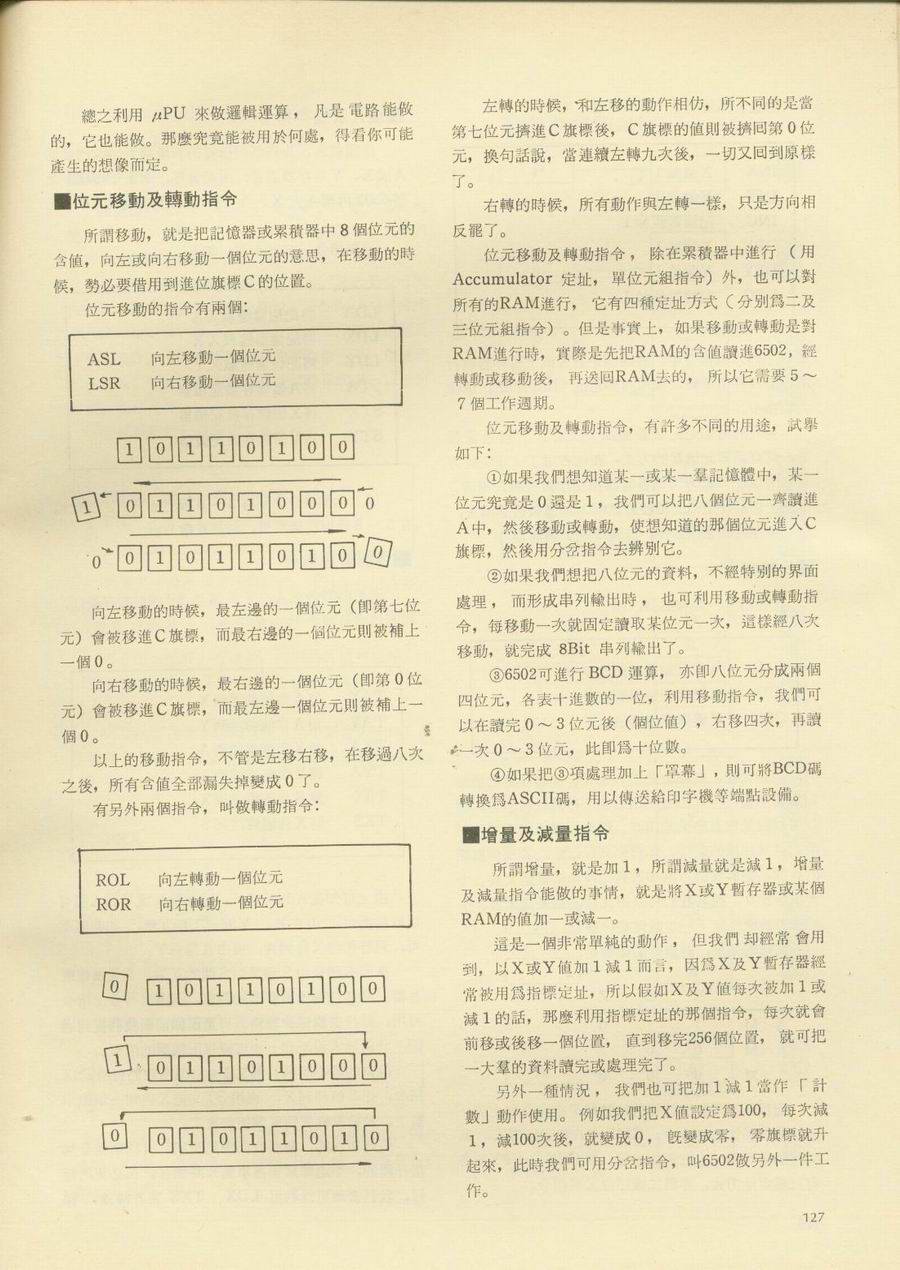 總之利用 μPU 來做邏輯運算，凡是電路能做
的，它也能做。那麼究竟能被用於何處，得看你可能
產生的想像而定。
■位元移動及轉動指令
所謂移動，就是把記憶器或累積器中8個位元的
含值，向左或向右移動一個位元的意思，在移動的時
候，勢必要借用到進位旗標C的位置。
位元移動的指令有兩個：
ASL 向左移動一個位元
LSR 向右移動一個位元
1 0 1 1 0 1 0 0
1 0 1 1 0 1 0 0 0 0
0 0 1 0 1 1 0 1 0 0
向左移動的時候，最左邊的一個位元（即第七位
元）會被移進C旗標，而最右邊的一個位元則被補上
一個0。
向右移動的時候，最右邊的一個位元（即第0位
元）會被移進C旗標，而最左邊一個位元則被補上一
個0。
以上的移動指令，不管是左移右移，在移過八次
之後，所有含值全部漏失掉變成0了。
有另外兩個指令，叫做轉動指令：
ROL 向左轉動一個位元
ROR 向右轉動一個位元
0 1 0 1 1 0 1 0 0
1 0 1 1 0 1 0 0 0
0 0 1 0 1 1 0 1 0
左轉的時候，和左移的動作相仿，所不同的是當
第七位元擠進C旗標後，C旗標的值則被擠回第0位
元，換句話說，當連續左轉九次後，一切又回到原樣
了。
右轉的時候，所有動作與左轉一樣，只是方向相
反罷了。
位元移動及轉動指令，除在累積器中進行（用
Accumulator 定址，單位元組指令）外，也可以對
所有的RAM進行，它有四種定址方式（分別爲二及
三位元組指令）。但是事實上，如果移動或轉動是對
RAM進行時，實際是先把RAM的含值讀進6502，經
轉動或移動後，再送回RAM去的，所以它需要5～
7個工作週期。
位元移動及轉動指令，有許多不同的用途，試舉
如下：
①如果我們想知道某一或某一羣記憶體中，某一
位元究竟是0還是1，我們可以把八個位元一齊讀進
A中，然後移動或轉動，使想知道的那個位元進入C
旗標，然後用分岔指令去辨別它。
②如果我們想把八位元的資料，不經特別的界面
處理，而形成串列輸出時，也可利用移動或轉動指
令，每移動一次就固定讀取某位元一次，這樣經八次
移動，就完成 8Bit 串列輸出了。
③6502可進行BCD運算，亦即八位元分成兩個
四位元，各表十進數的一位，利用移動指令，我們可
以在讀完0～3位元後（個位值），右移四次，再讀
一次0～3位元，此即爲十位數。
④如果把③項處理加上「罩幕」，則可將BCD碼
轉換爲ASCII碼，用以傳送給印字機等端點設備。
■增量及減量指令
所謂增量，就是加1，所謂減量就是減1，增量
及減量指令能做的事情，就是將X或Y暫存器或某個
RAM的值加一或減一。
這是一個非常單純的動作，但我們却經常會用
到，以X或Y值加1減1而言，因爲X及Y暫存器經
常被用爲指標定址，所以假如X及Y值每次被加1或
減1的話，那麼利用指標定址的那個指令，每次就會
前移或後移一個位置，直到移完256個位置，就可把
一大羣的資料讀完或處理完了。
另外一種情況，我們也可把加1減1當作「計
數」動作使用。例如我們把X值設定爲100，每次減
1，減100次後，就變成0，旣變成零，零旗標就升
起來，此時我們可用分岔指令，叫6502做另外一件工
作。
127